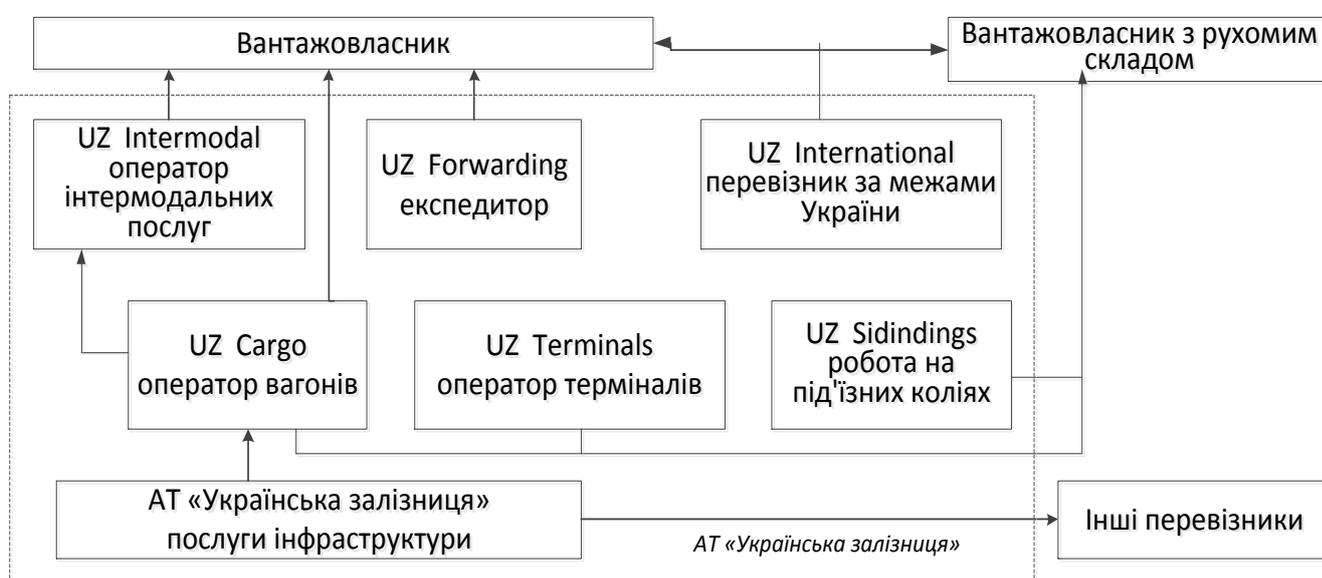 Вантажовласник
Вантажовласник з рухомим
складом
UZ Intermodal
оператор
інтермодальних
послуг
UZ Forwarding
експедитор
UZ International
перевізник за межами
України
UZ Cargo
оператор вагонів
UZ Terminals
оператор терміналів
UZ Sidindings
робота на
під'їзних коліях
АТ «Українська залізниця»
послуги інфраструктури
АТ «Українська залізниця»
Інші перевізники